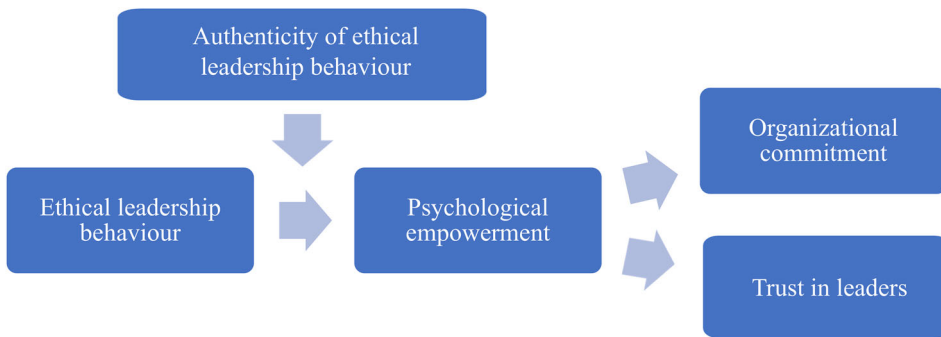 Authenticity of ethical
leadership behaviour
Ethical leadership
behaviour
Psychological
empowerment
Organizational
commitment
Trust in leaders